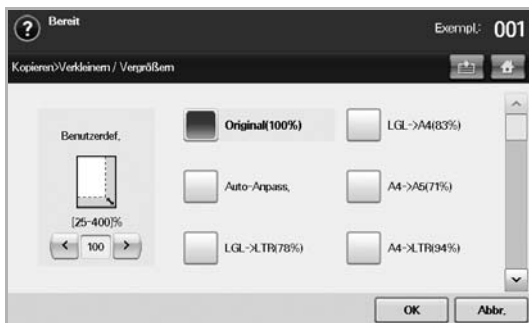 ? Bereit
Exempl.: 001
Kopieren>Verkleinern / Vergrößern
Benutzerdef.
[25-400]%
< 100 >
Original(100%)
LGL->A4(83%)
Auto-Anpass.
A4->A5(71%)
LGL->LTR(78%)
A4->LTR(94%)
OK
Abbr.